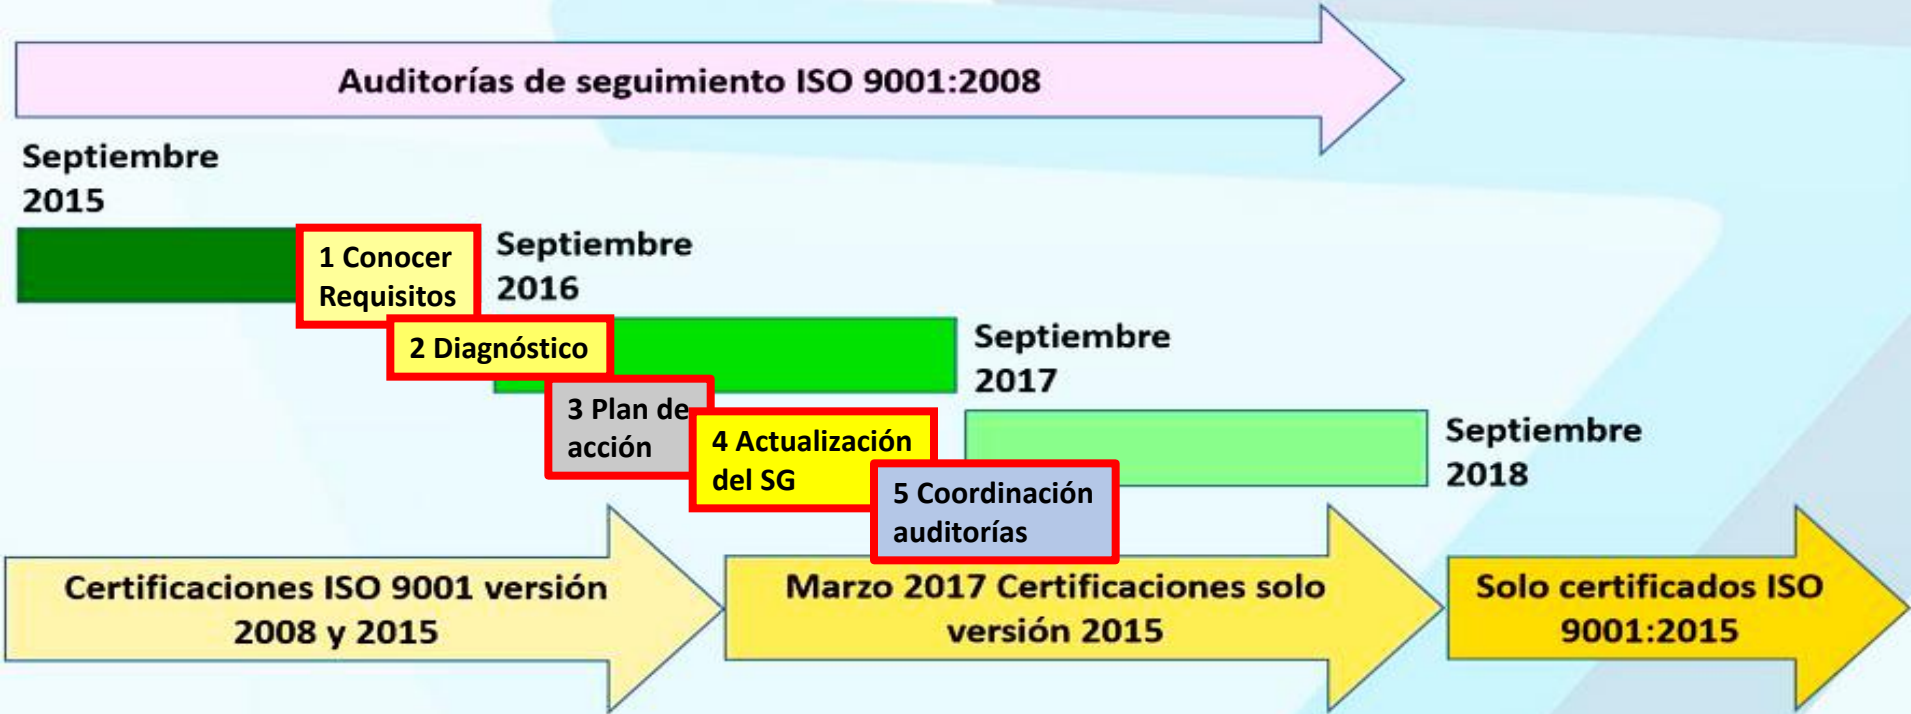 Auditorías de seguimiento ISO 9001:2008
Septiembre
2015
1 Conocer
Requisitos
Septiembre
2016
2 Diagnóstico
Septiembre
2017
3 Plan de
acción
4 Actualización
del SG
Septiembre
2018
5 Coordinación
auditorías
Certificaciones ISO 9001 versión
2008 y 2015
Marzo 2017 Certificaciones solo
versión 2015
Solo certificados ISO
9001:2015